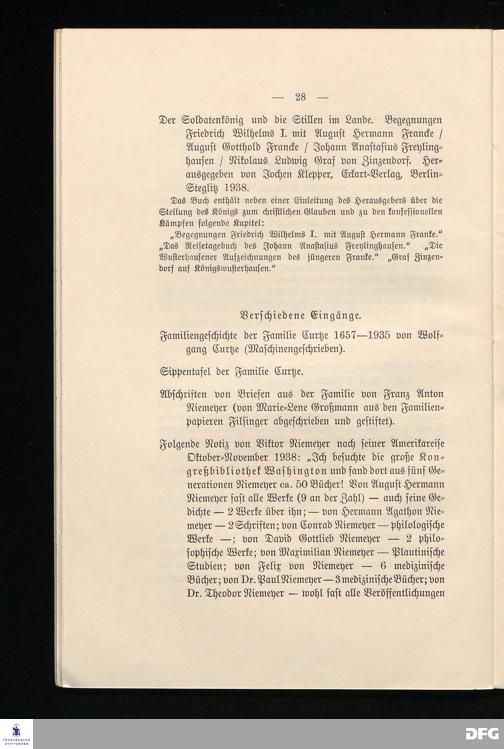 — 28 —
Der Soldatenkönig und die Stillen im Lande. Begegnungen
Friedrich Wilhelms I. mit August Hermann Francke /
August Gotthold Francke / Johann Anastasius Freyling-
hausen / Nikolaus Ludwig Graf von Zinzendorf. Her-
ausgegeben von Jochen Klepper, Eckart-Verlag, Berlin-
Steglitz 1938.
Das Buch enthält neben einer Einleitung des Herausgebers über die
Stellung des Königs zum christlichen Glauben und zu den konfessionellen
Kämpfen folgende Kapitel:
„Begegnungen Friedrich Wilhelms I. mit August Hermann Franke.“
„Das Reisetagebuch des Johann Anastasius Freylinghausen.“ „Die
Wusterhausener Aufzeichnungen des jüngeren Franke.“ „Graf Zinzen-
dorf auf Königswusterhausen.“
Verschiedene Eingänge.
Familiengeschichte der Familie Curtze 1657—1935 von Wolf-
gang Curtze (Maschinengeschrieben).
Sippentafel der Familie Curtze.
Abschriften von Briefen aus der Familie von Franz Anton
Niemeyer (von Marie-Lene Großmann aus den Familien-
papieren Filsinger abgeschrieben und gestiftet).
Folgende Notiz von Viktor Niemeyer nach seiner Amerikareise
Oktober-November 1938: „Ich besuchte die große Kon-
greßbibliothek Washington und fand dort aus fünf Ge-
nerationen Niemeyer ca. 50 Bücher! Von August Hermann
Niemeyer fast alle Werke (9 an der Zahl) — auch seine Ge-
dichte — 2 Werke über ihn; — von Hermann Agathon Nie-
meyer — 2 Schriften; von Conrad Niemeyer — philologische
Werke —; von David Gottlieb Niemeyer — 2 philo-
sophische Werke; von Maximilian Niemeyer — Plautinische
Studien; von Felix von Niemeyer — 6 medizinische
Bücher; von Dr. Paul Niemeyer — 3 medizinische Bücher; von
Dr. Theodor Niemeyer — wohl fast alle Veröffentlichungen
FRANCKESCHE
STIFTUNGEN
DFG